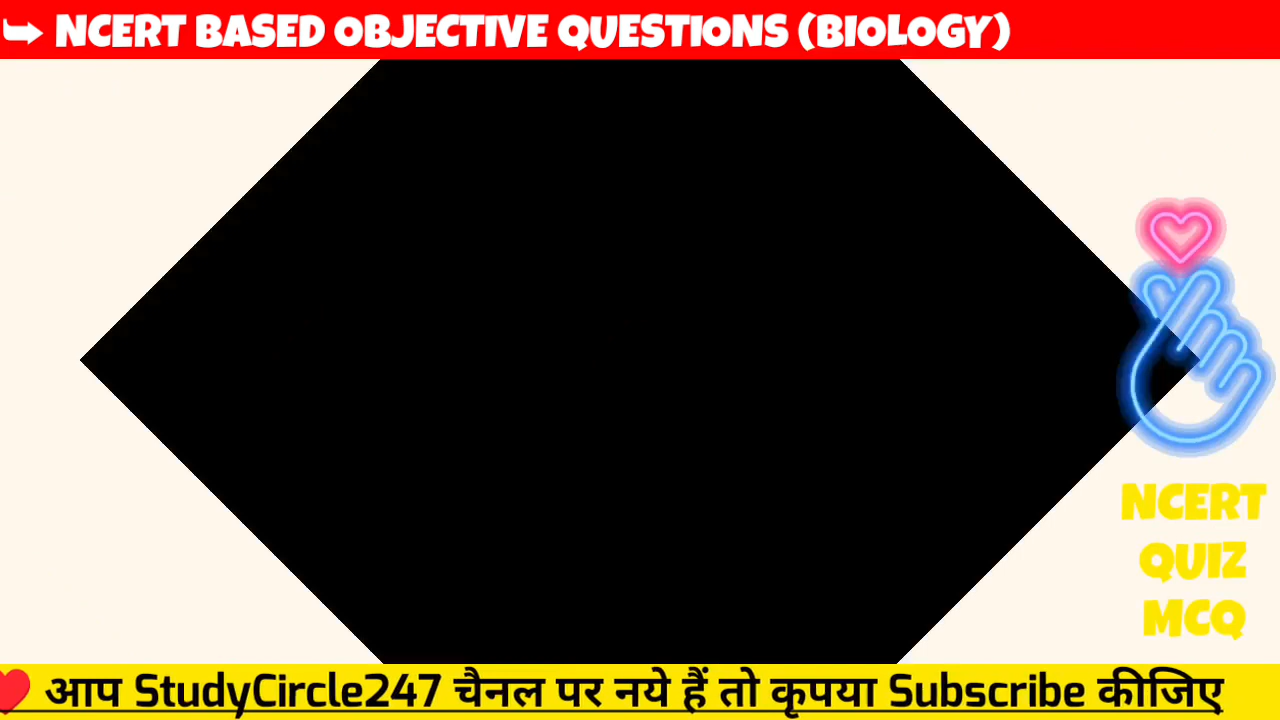 NCERT BASED OBJECTIVE QUESTIONS (BIOLOGY)
NCERT
QUIZ
MCQ
आप StudyCircle247 चैनल पर नये हैं तो कृपया Subscribe कीजिए